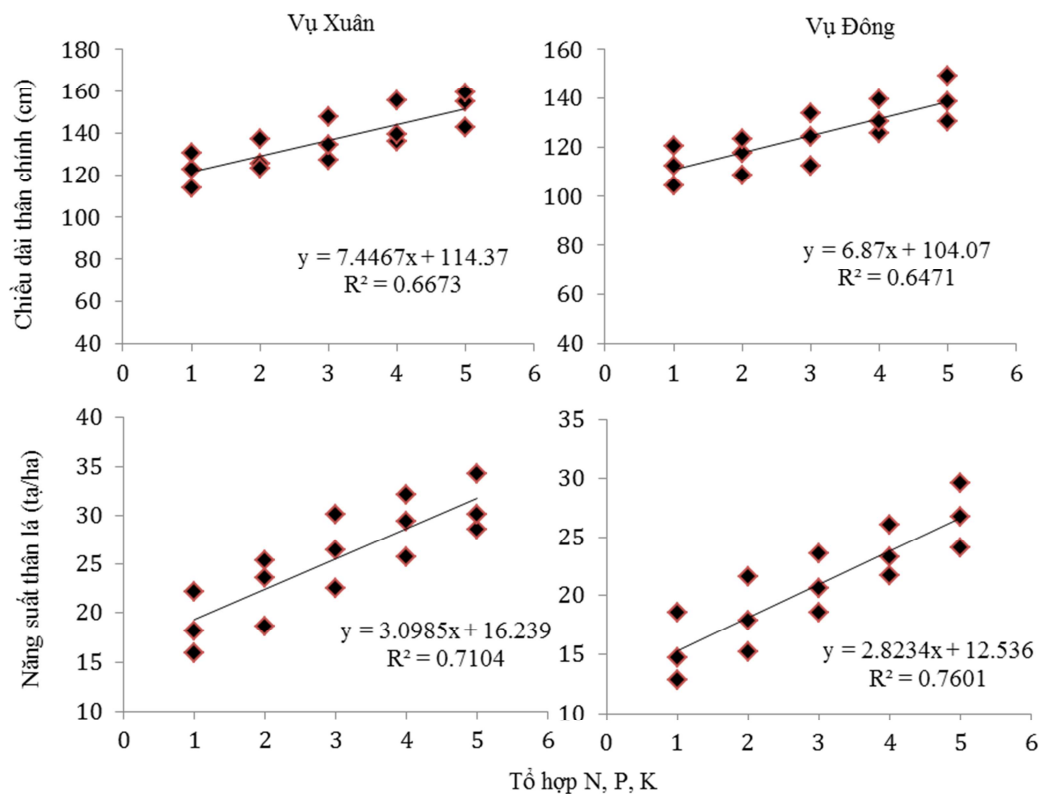 Vụ Xuân
Vụ Đông
Chiều dài thân chính (cm)
180
160
140
120
100
80
60
40
0 1 2 3 4 5 6
y = 7.4467x + 114.37
R² = 0.6673
160
140
120
100
80
60
40
0 1 2 3 4 5 6
y = 6.87x + 104.07
R² = 0.6471
Năng suất thân lá (tạ/ha)
40
35
30
25
20
15
10
0 1 2 3 4 5 6
y = 3.0985x + 16.239
R² = 0.7104
35
30
25
20
15
10
0 1 2 3 4 5 6
y = 2.8234x + 12.536
R² = 0.7601
Tổ hợp N, P, K